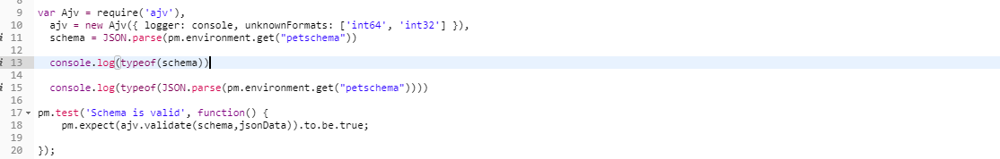 9 var Ajv = require('ajv'),
10 ajv = new Ajv({ logger: console, unknownFormats: ['int64', 'int32'] }),
i 11 schema = JSON.parse(pm.environment.get("petschema"))
12
i 13 console.log(typeof(schema))
14
i 15 console.log(typeof(JSON.parse(pm.environment.get("petschema"))))
16
17 pm.test('Schema is valid', function() {
18 pm.expect(ajv.validate(schema,jsonData)).to.be.true;
19
20 });